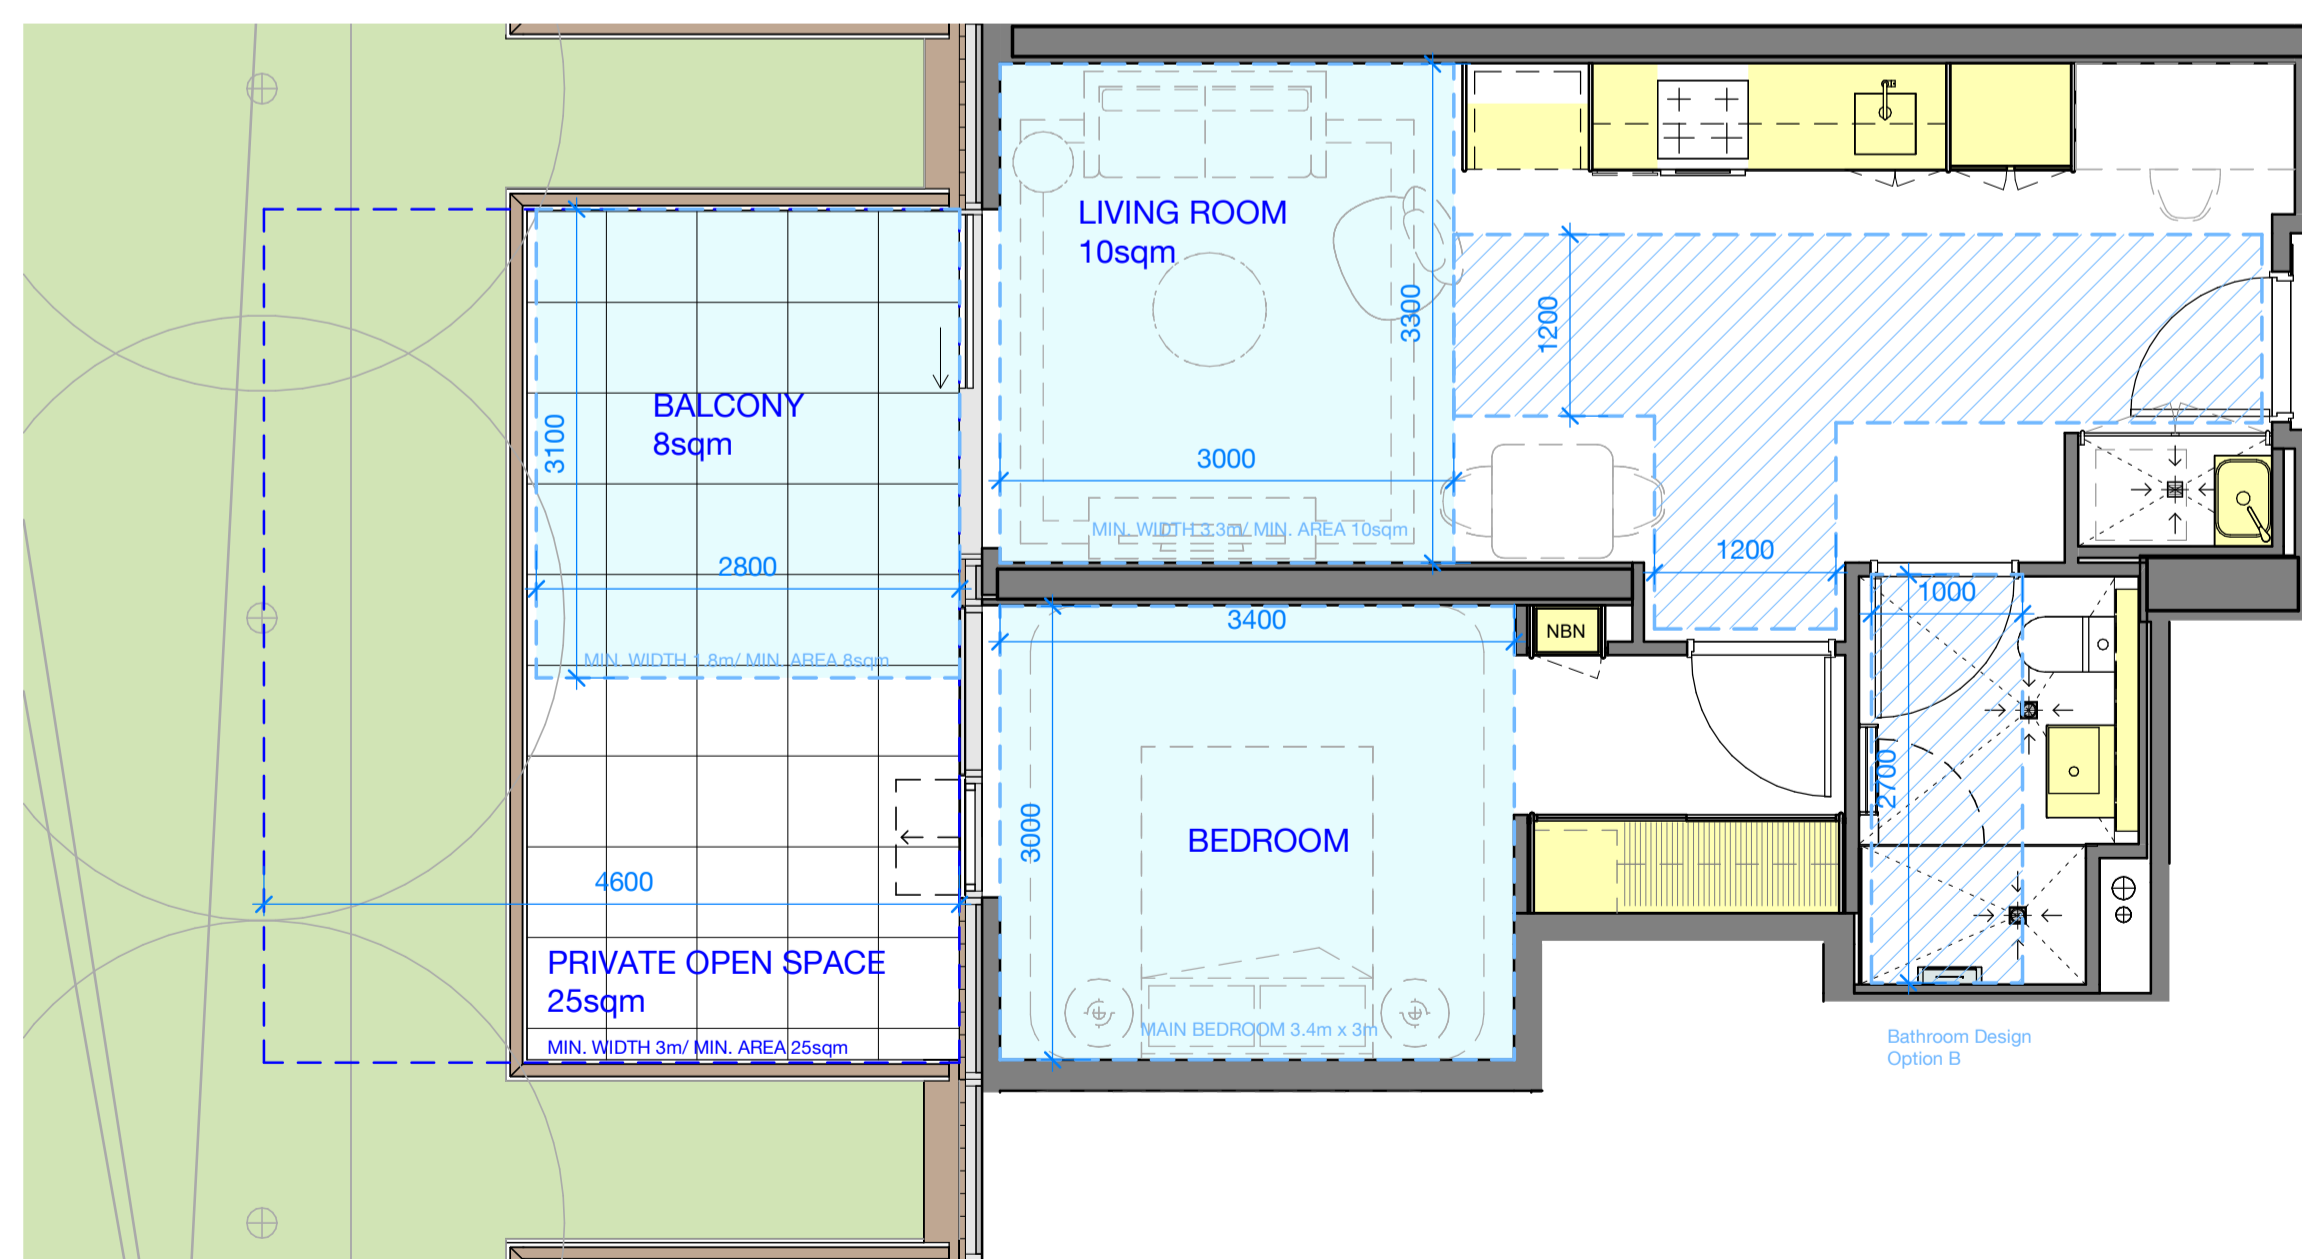 LIVING ROOM
10sqm
3300
1200
BALCONY
8sqm
3100
3000
MIN. WIDTH 3.3m/ MIN. AREA 10sqm
1200
2800
1000
3400
NBN
MIN. WIDTH 1.8m/ MIN. AREA 8sqm
2700
3000
BEDROOM
4600
PRIVATE OPEN SPACE
25sqm
MIN. WIDTH 3m/ MIN. AREA 25sqm
MAIN BEDROOM 3.4m x 3m
Bathroom Design
Option B